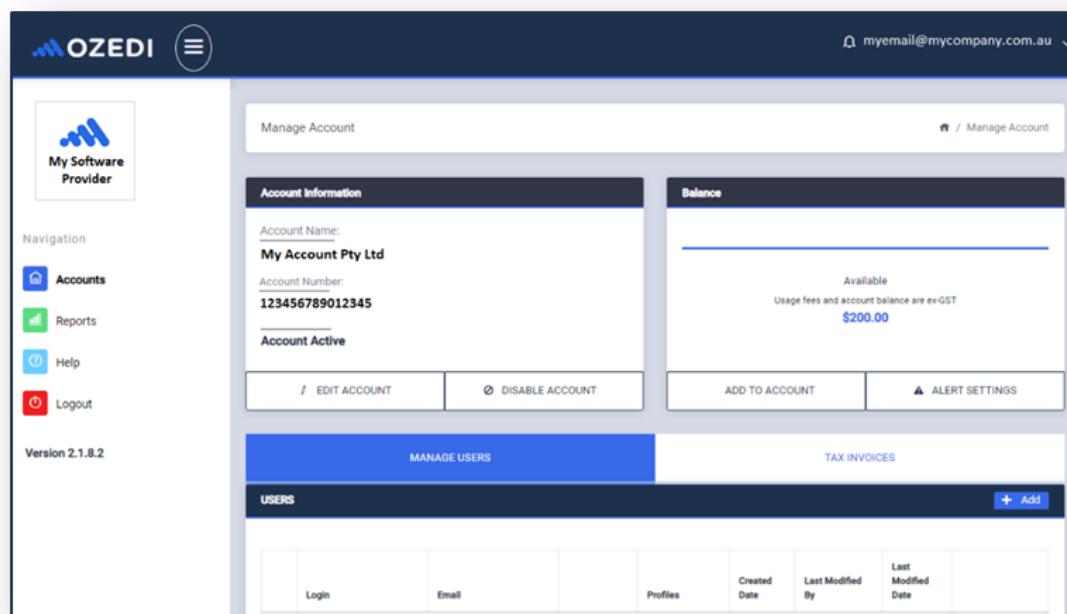 OZEDI
myemail@mycompany.com.au
My Software
Provider
Navigation
Accounts
Reports
Help
Logout
Version 2.1.8.2
Manage Account
/ Manage Account
Account Information
Account Name:
My Account Pty Ltd
Account Number:
123456789012345
Account Active
EDIT ACCOUNT
DISABLE ACCOUNT
Balance
Available
Usage fees and account balance are ex-GST
$200.00
ADD TO ACCOUNT
ALERT SETTINGS
MANAGE USERS
TAX INVOICES
USERS
+ Add
Login
Email
Profiles
Created
Date
Last Modified
By
Last
Modified
Date